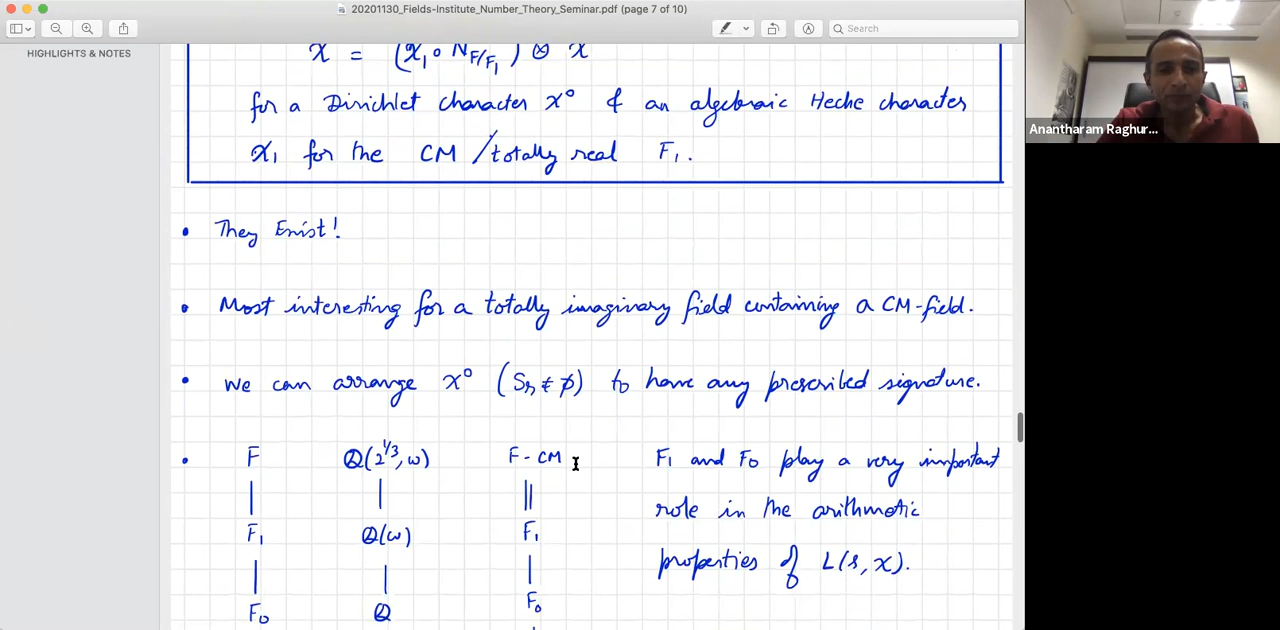 20201130_Fields-Institute_Number_Theory_Seminar.pdf (page 7 of 10)
Search
HIGHLIGHTS & NOTES
Anantharam Raghur...
χ = (χ₁ ∘ N_{F/F₁}) ⊗ χ
for a Dirichlet character χ° & an algebraic Hecke character
χ₁ for the CM /totally real F₁.
• They Exist!
• Most interesting for a totally imaginary field containing a CM-field.
• We can arrange χ° (Sᵣ ≠ φ) to have any prescribed signature.
• F Q(2^{1/3}, ω) F - CM F₁ and F₀ play a very important
role in the arithmetic
F₁ Q(ω) F₁
properties of L(s, χ).
F₀ Q F₀